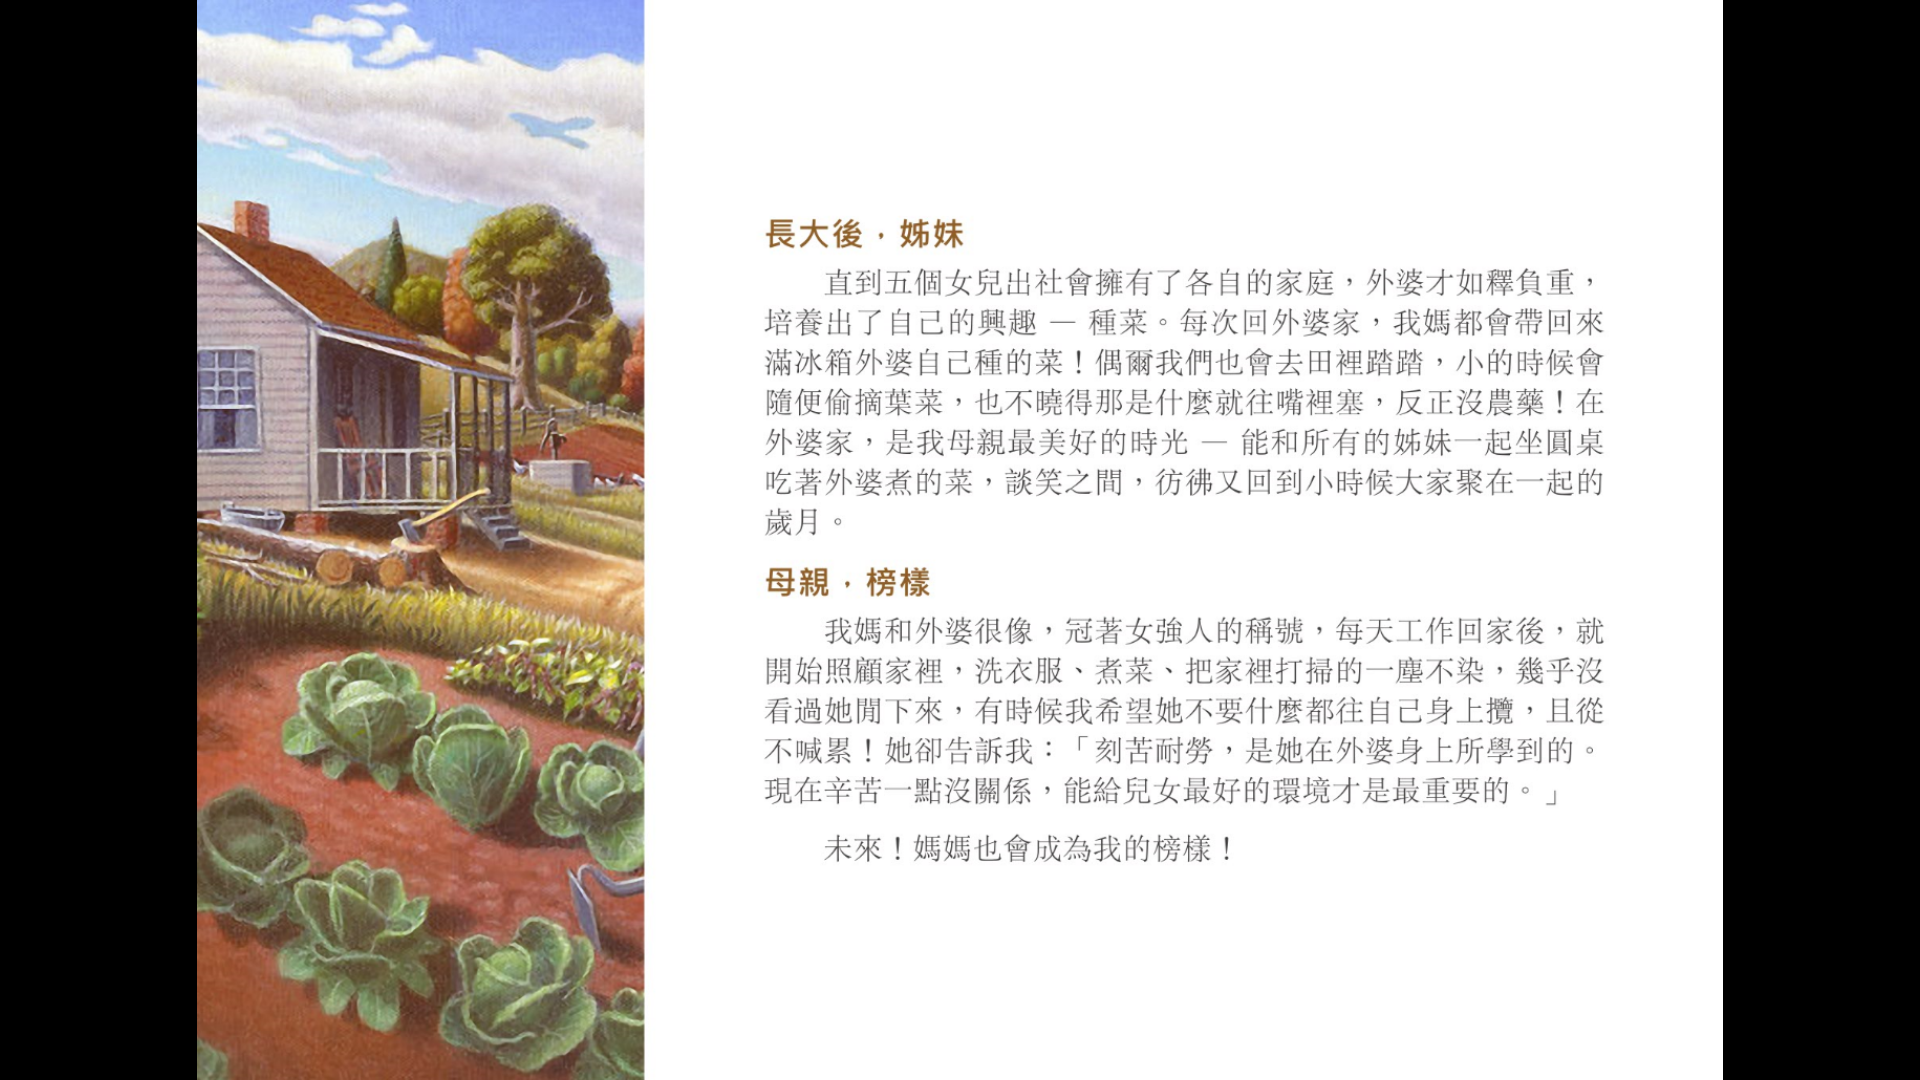 長大後，姊妹
直到五個女兒出社會擁有了各自的家庭，外婆才如釋負重，
培養出了自己的興趣 — 種菜。每次回外婆家，我媽都會帶回來
滿冰箱外婆自己種的菜！偶爾我們也會去田裡踏踏，小的時候會
隨便偷摘葉菜，也不曉得那是什麼就往嘴裡塞，反正沒農藥！在
外婆家，是我母親最美好的時光 — 能和所有的姊妹一起坐圓桌
吃著外婆煮的菜，談笑之間，彷彿又回到小時候大家聚在一起的
歲月。
母親，榜樣
我媽和外婆很像，冠著女強人的稱號，每天工作回家後，就
開始照顧家裡，洗衣服、煮菜、把家裡打掃的一塵不染，幾乎沒
看過她閒下來，有時候我希望她不要什麼都往自己身上攬，且從
不喊累！她卻告訴我：「刻苦耐勞，是她在外婆身上所學到的。
現在辛苦一點沒關係，能給兒女最好的環境才是最重要的。」
未來！媽媽也會成為我的榜樣！